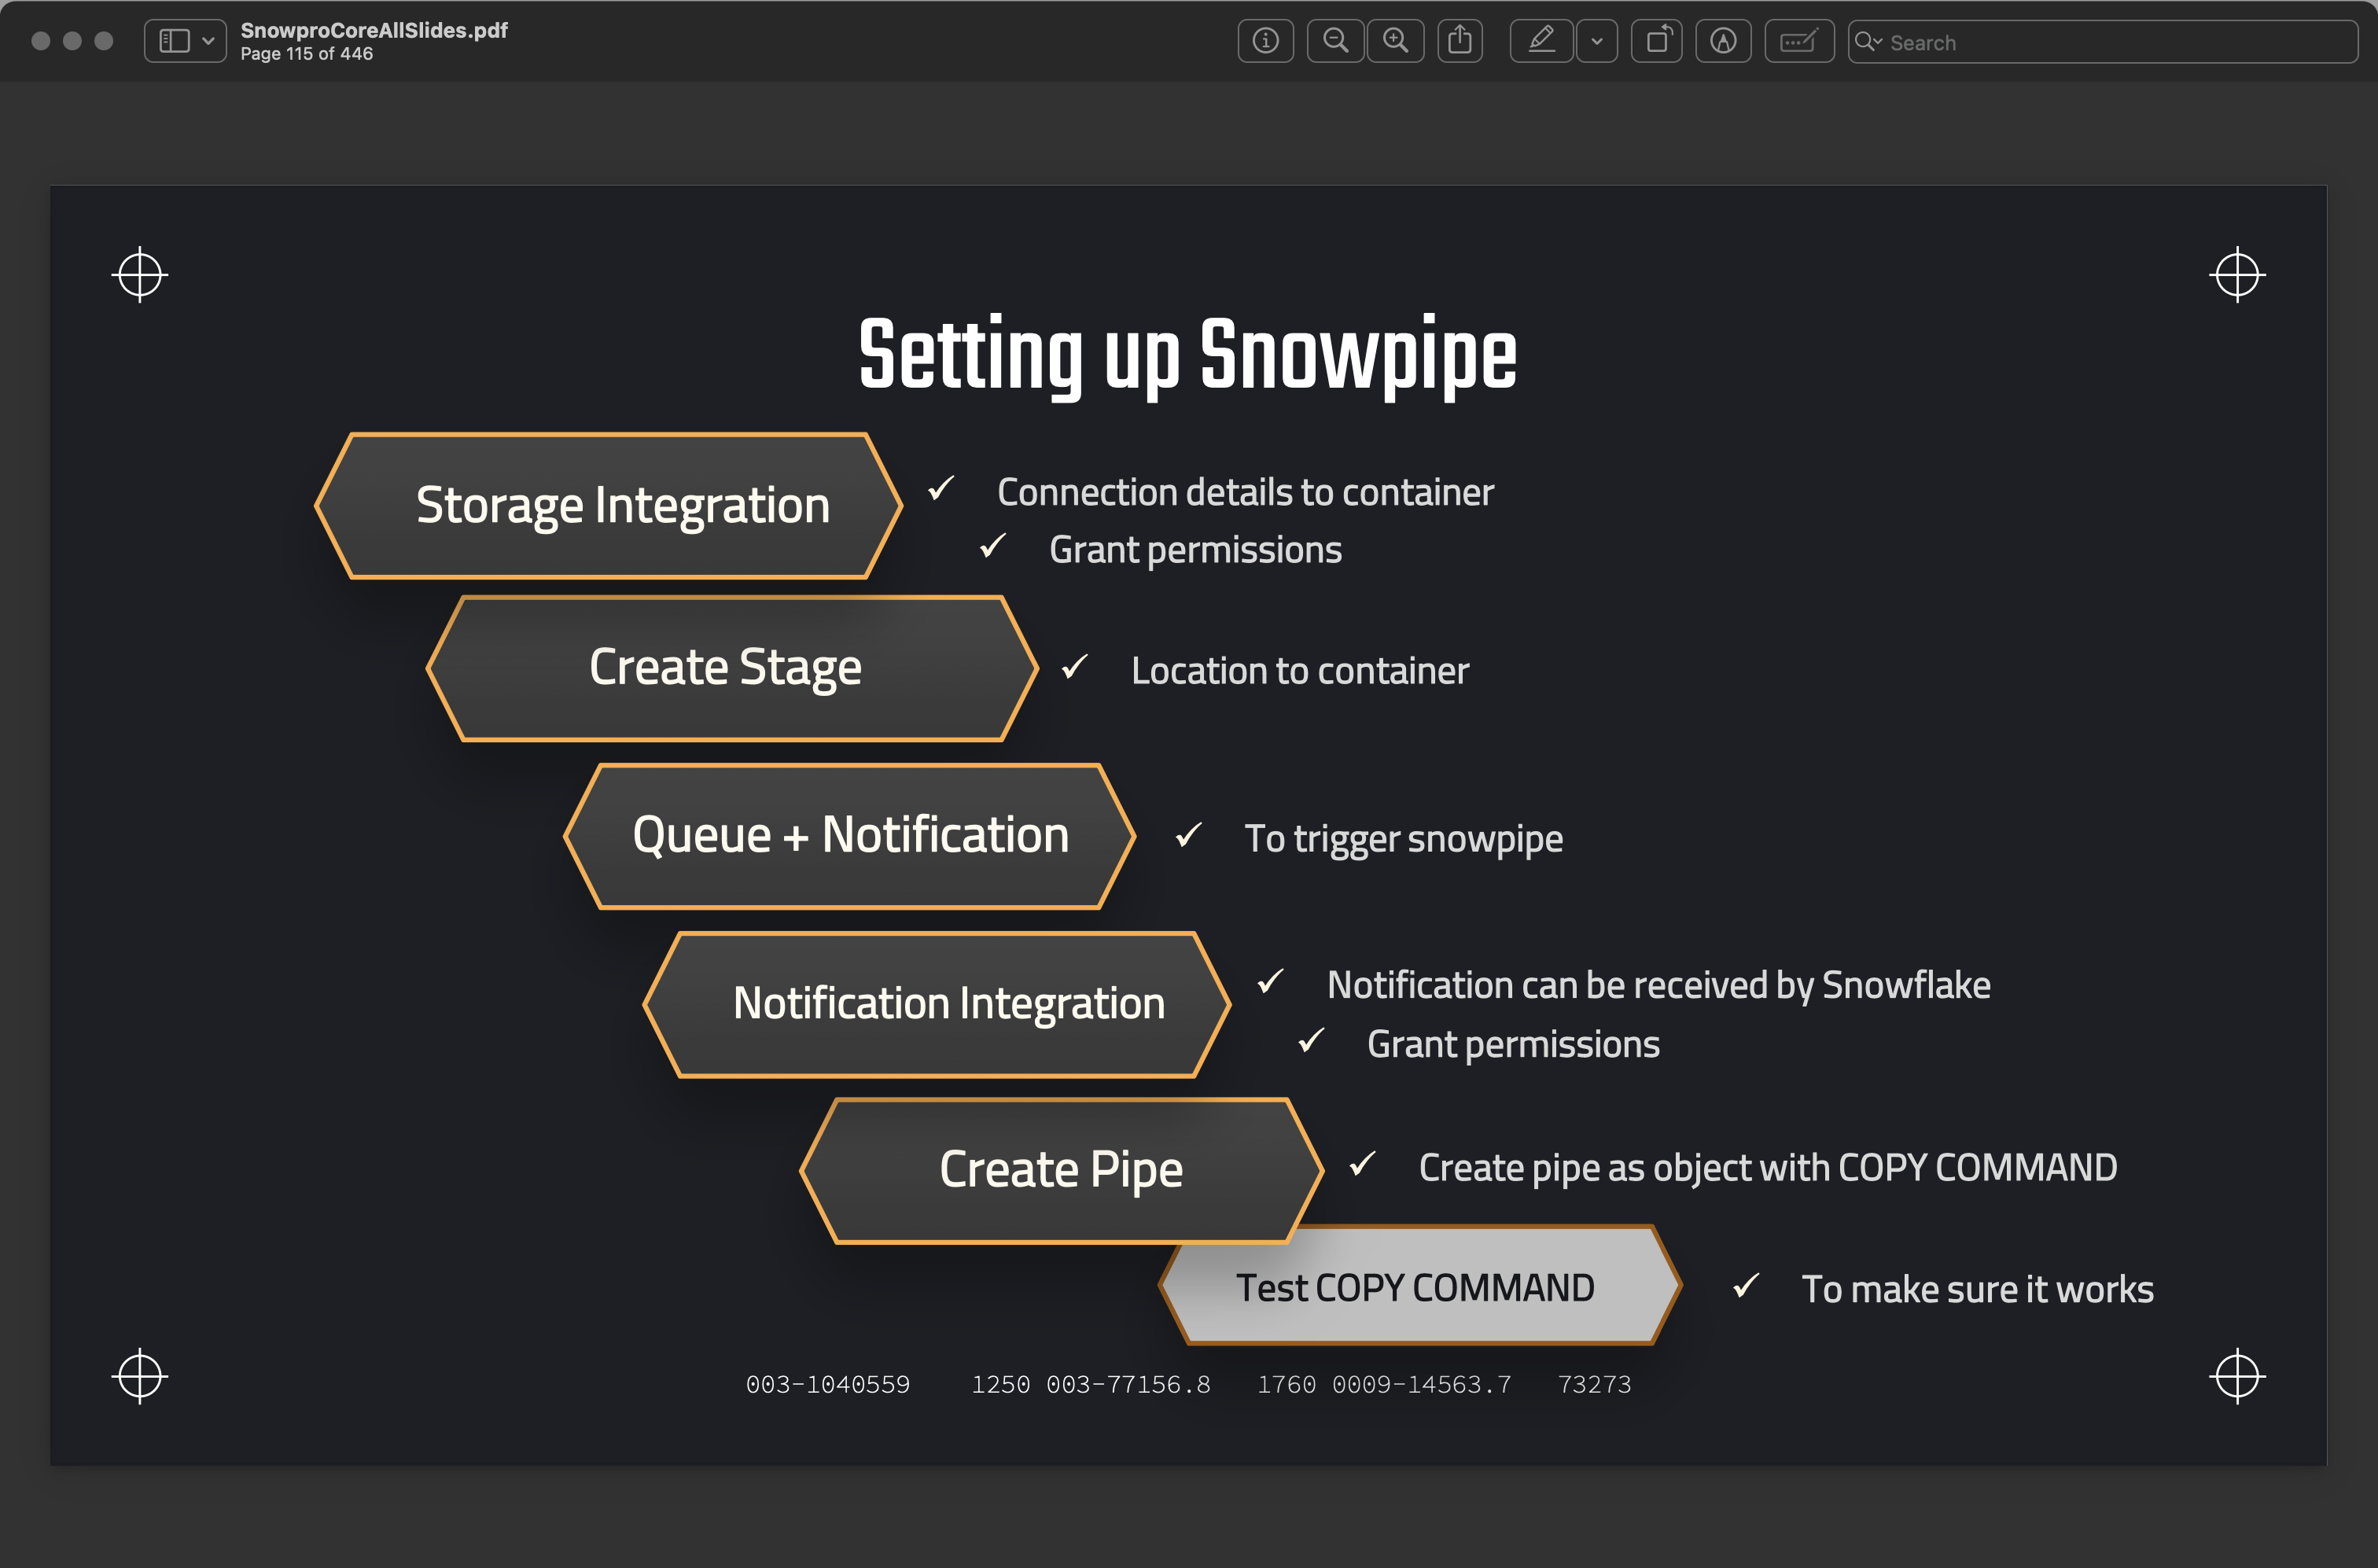 SnowproCoreAllSlides.pdf
Page 115 of 446
Search
Setting up Snowpipe
Storage Integration
Connection details to container
Grant permissions
Create Stage
Location to container
Queue + Notification
To trigger snowpipe
Notification Integration
Notification can be received by Snowflake
Grant permissions
Create Pipe
Create pipe as object with COPY COMMAND
Test COPY COMMAND
To make sure it works
003-1040559 1250 003-77156.8 1760 0009-14563.7 73273